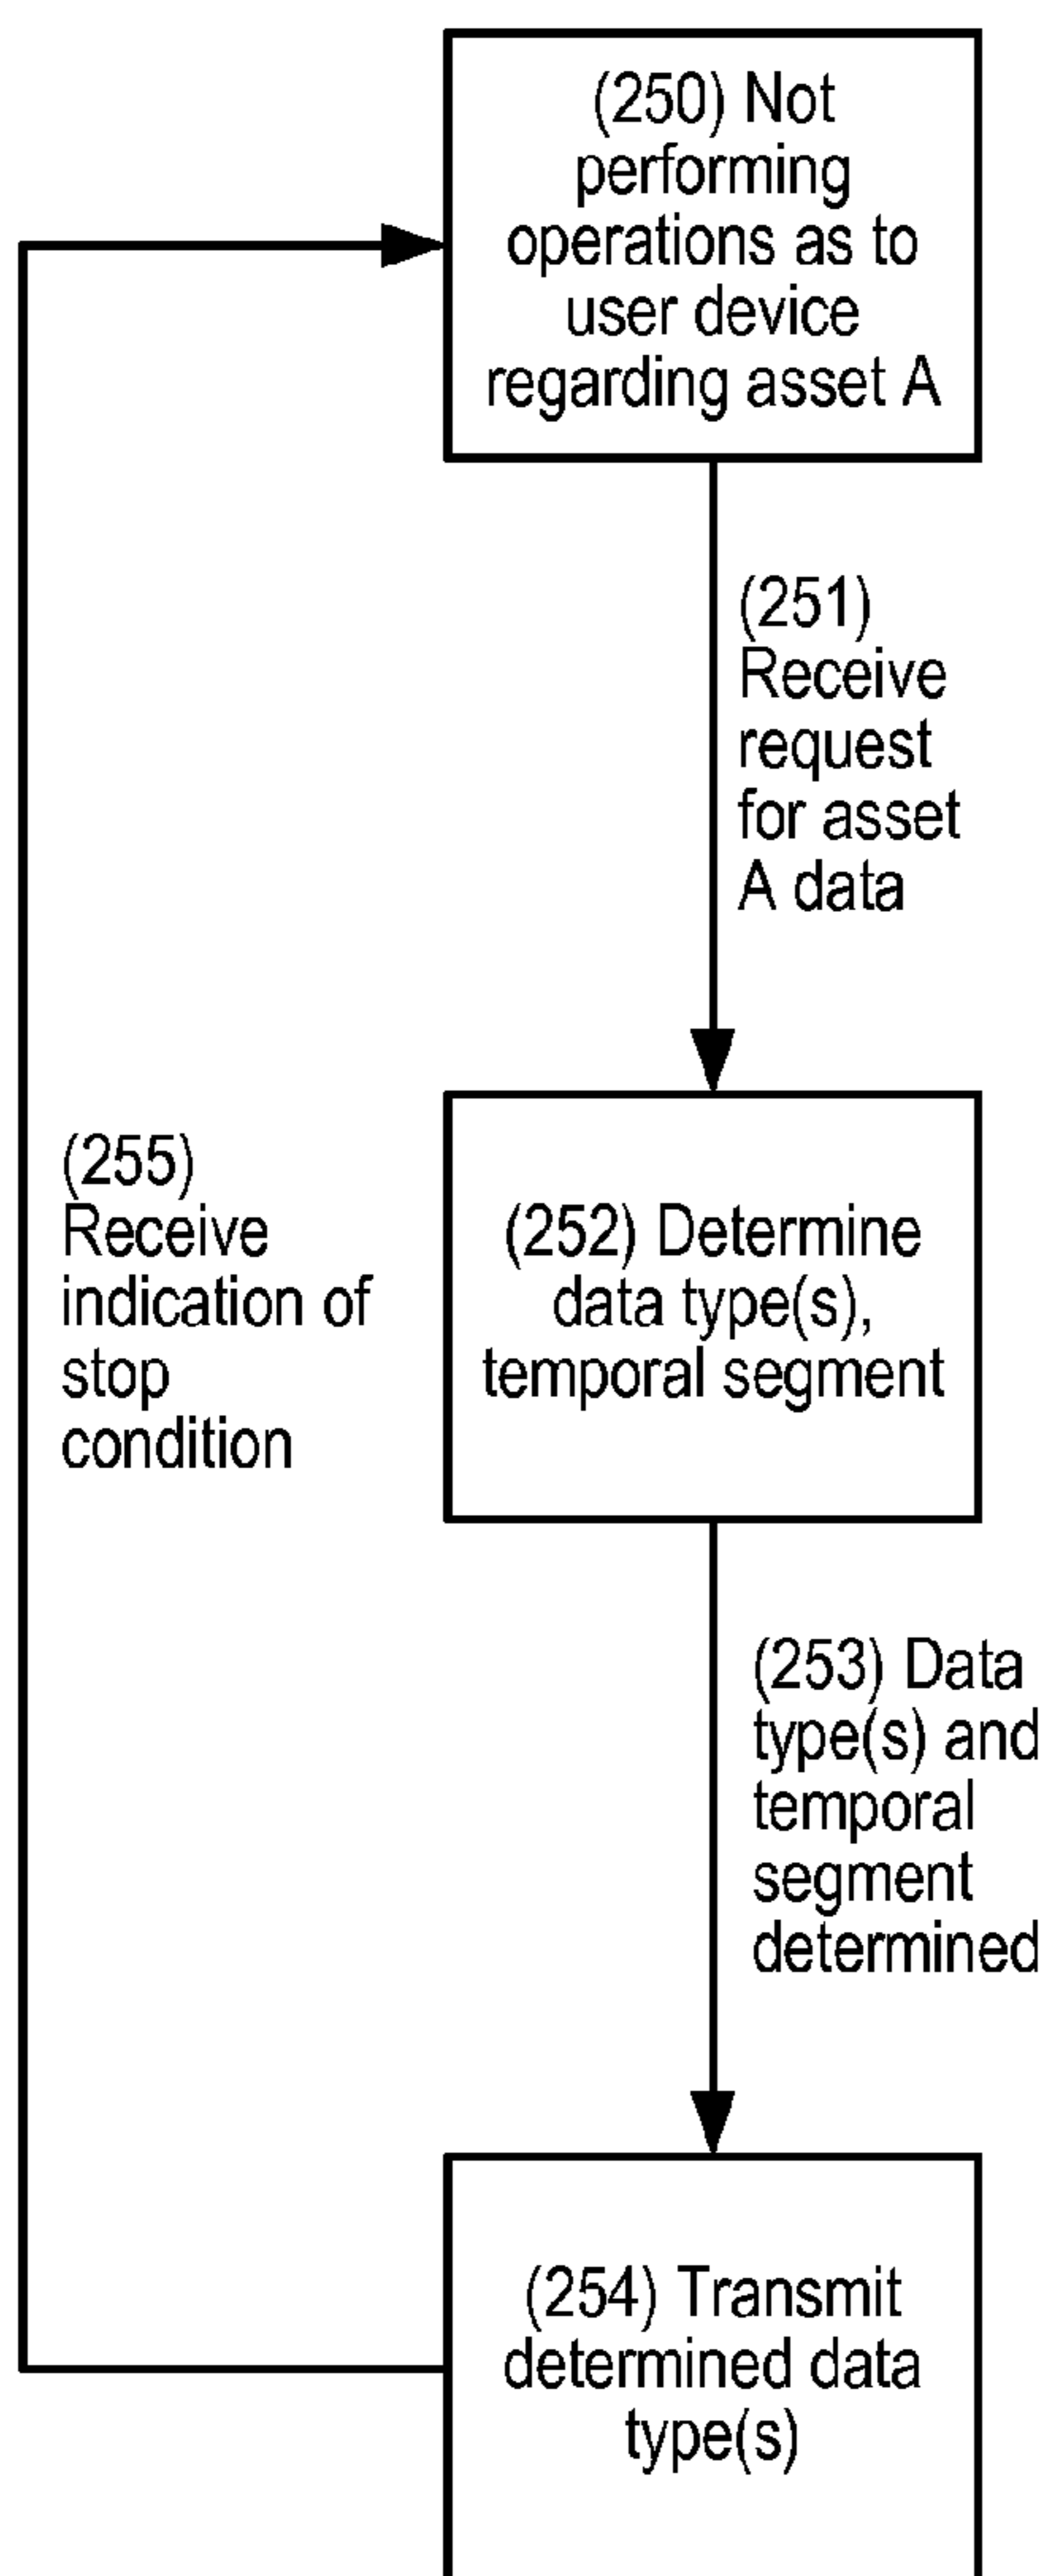 (250) Not
performing
operations as to
user device
regarding asset A
(251)
Receive
request
for asset
A data
(255)
Receive
indication of
stop
condition
(252) Determine
data type(s),
temporal segment
(253) Data
type(s) and
temporal
segment
determined
(254) Transmit
determined data
type(s)